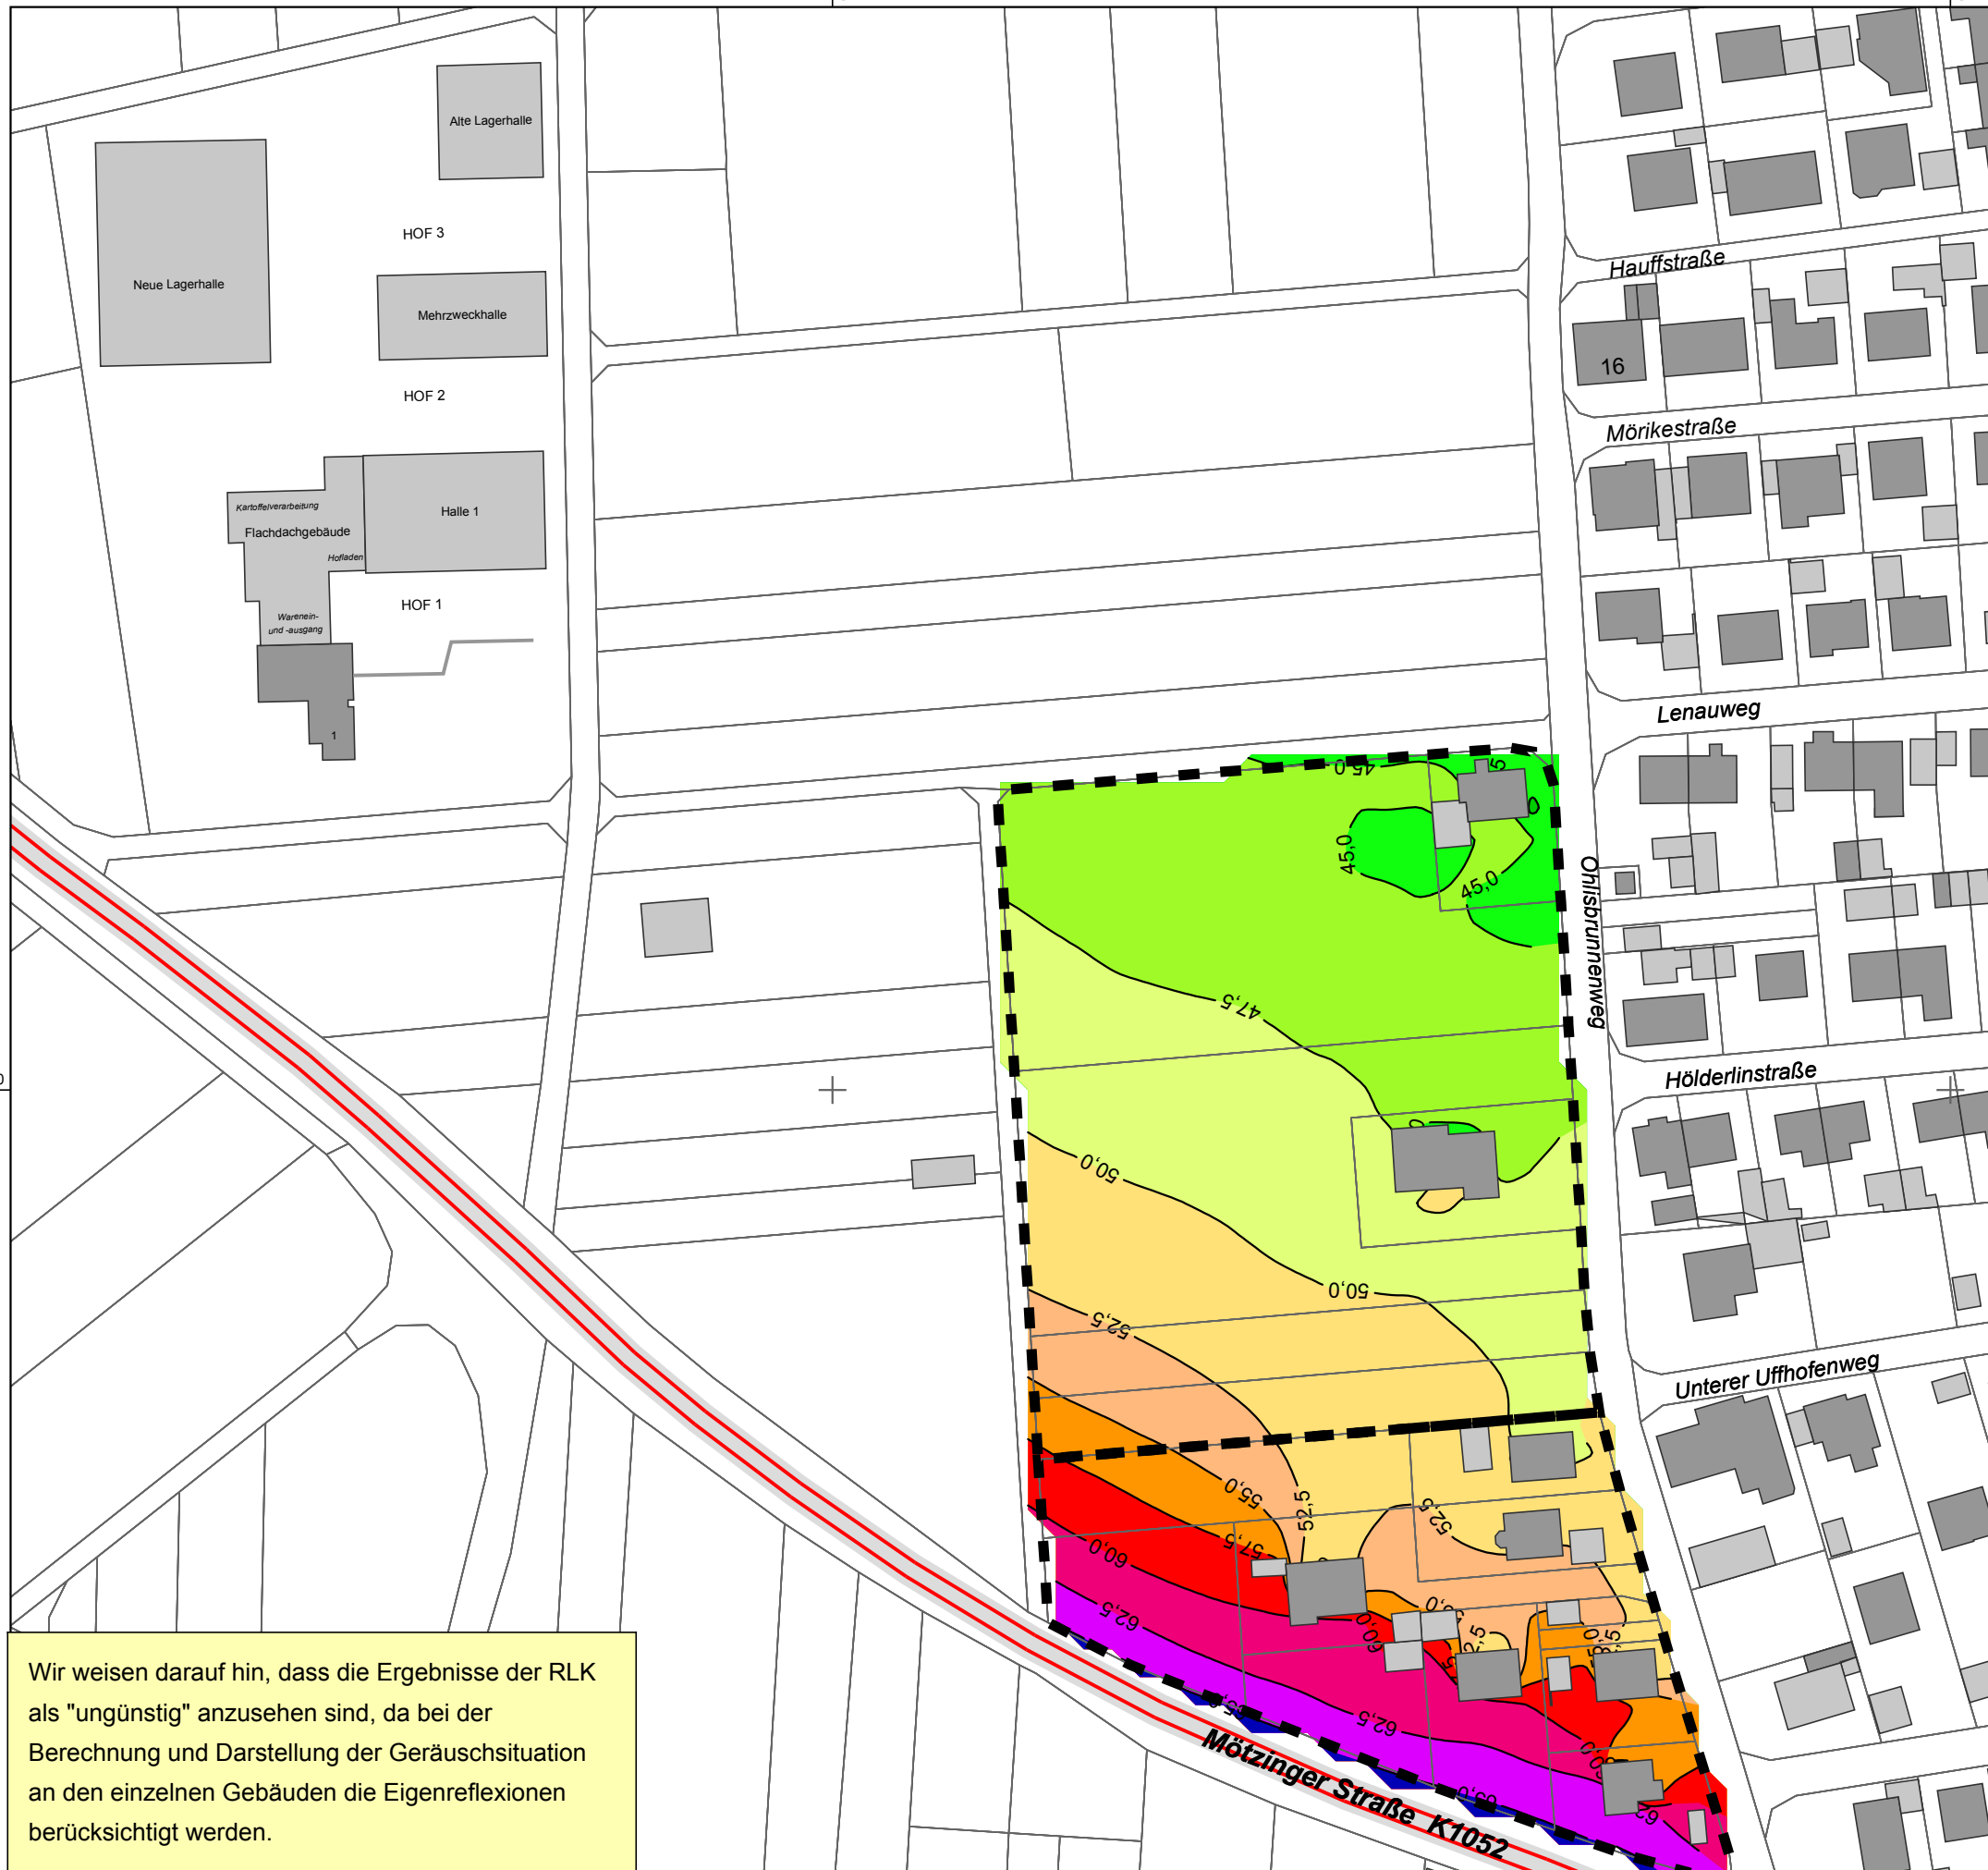 Alte Lagerhalle
HOF 3
Neue Lagerhalle
Mehrzweckhalle
HOF 2
Kartoffelverarbeitung
Flachdachgebäude
Hofladen
Halle 1
HOF 1
Warenein-
und -ausgang
1
Hauffstraße
16
Mörikestraße
Lenauweg
Ohlisbrunnenweg
Hölderlinstraße
Unterer Uffhofenweg
45,0
45,0
45,0
47,5
50,0
50,0
52,5
55,0
52,5
52,5
57,5
60,0
62,5
60,0
62,5
Mötzinger Straße K1052
Wir weisen darauf hin, dass die Ergebnisse der RLK
als "ungünstig" anzusehen sind, da bei der
Berechnung und Darstellung der Geräuschsituation
an den einzelnen Gebäuden die Eigenreflexionen
berücksichtigt werden.